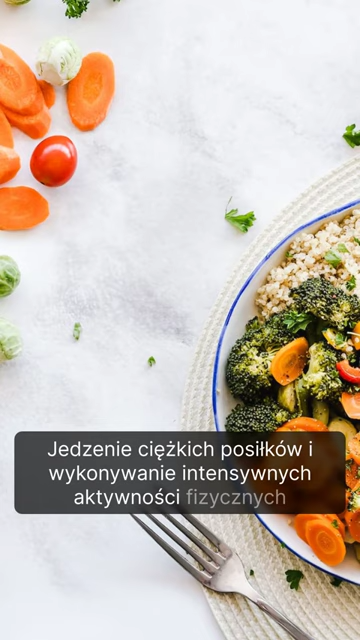 Jedzenie ciężkich posiłków i
wykonywanie intensywnych
aktywności fizycznych